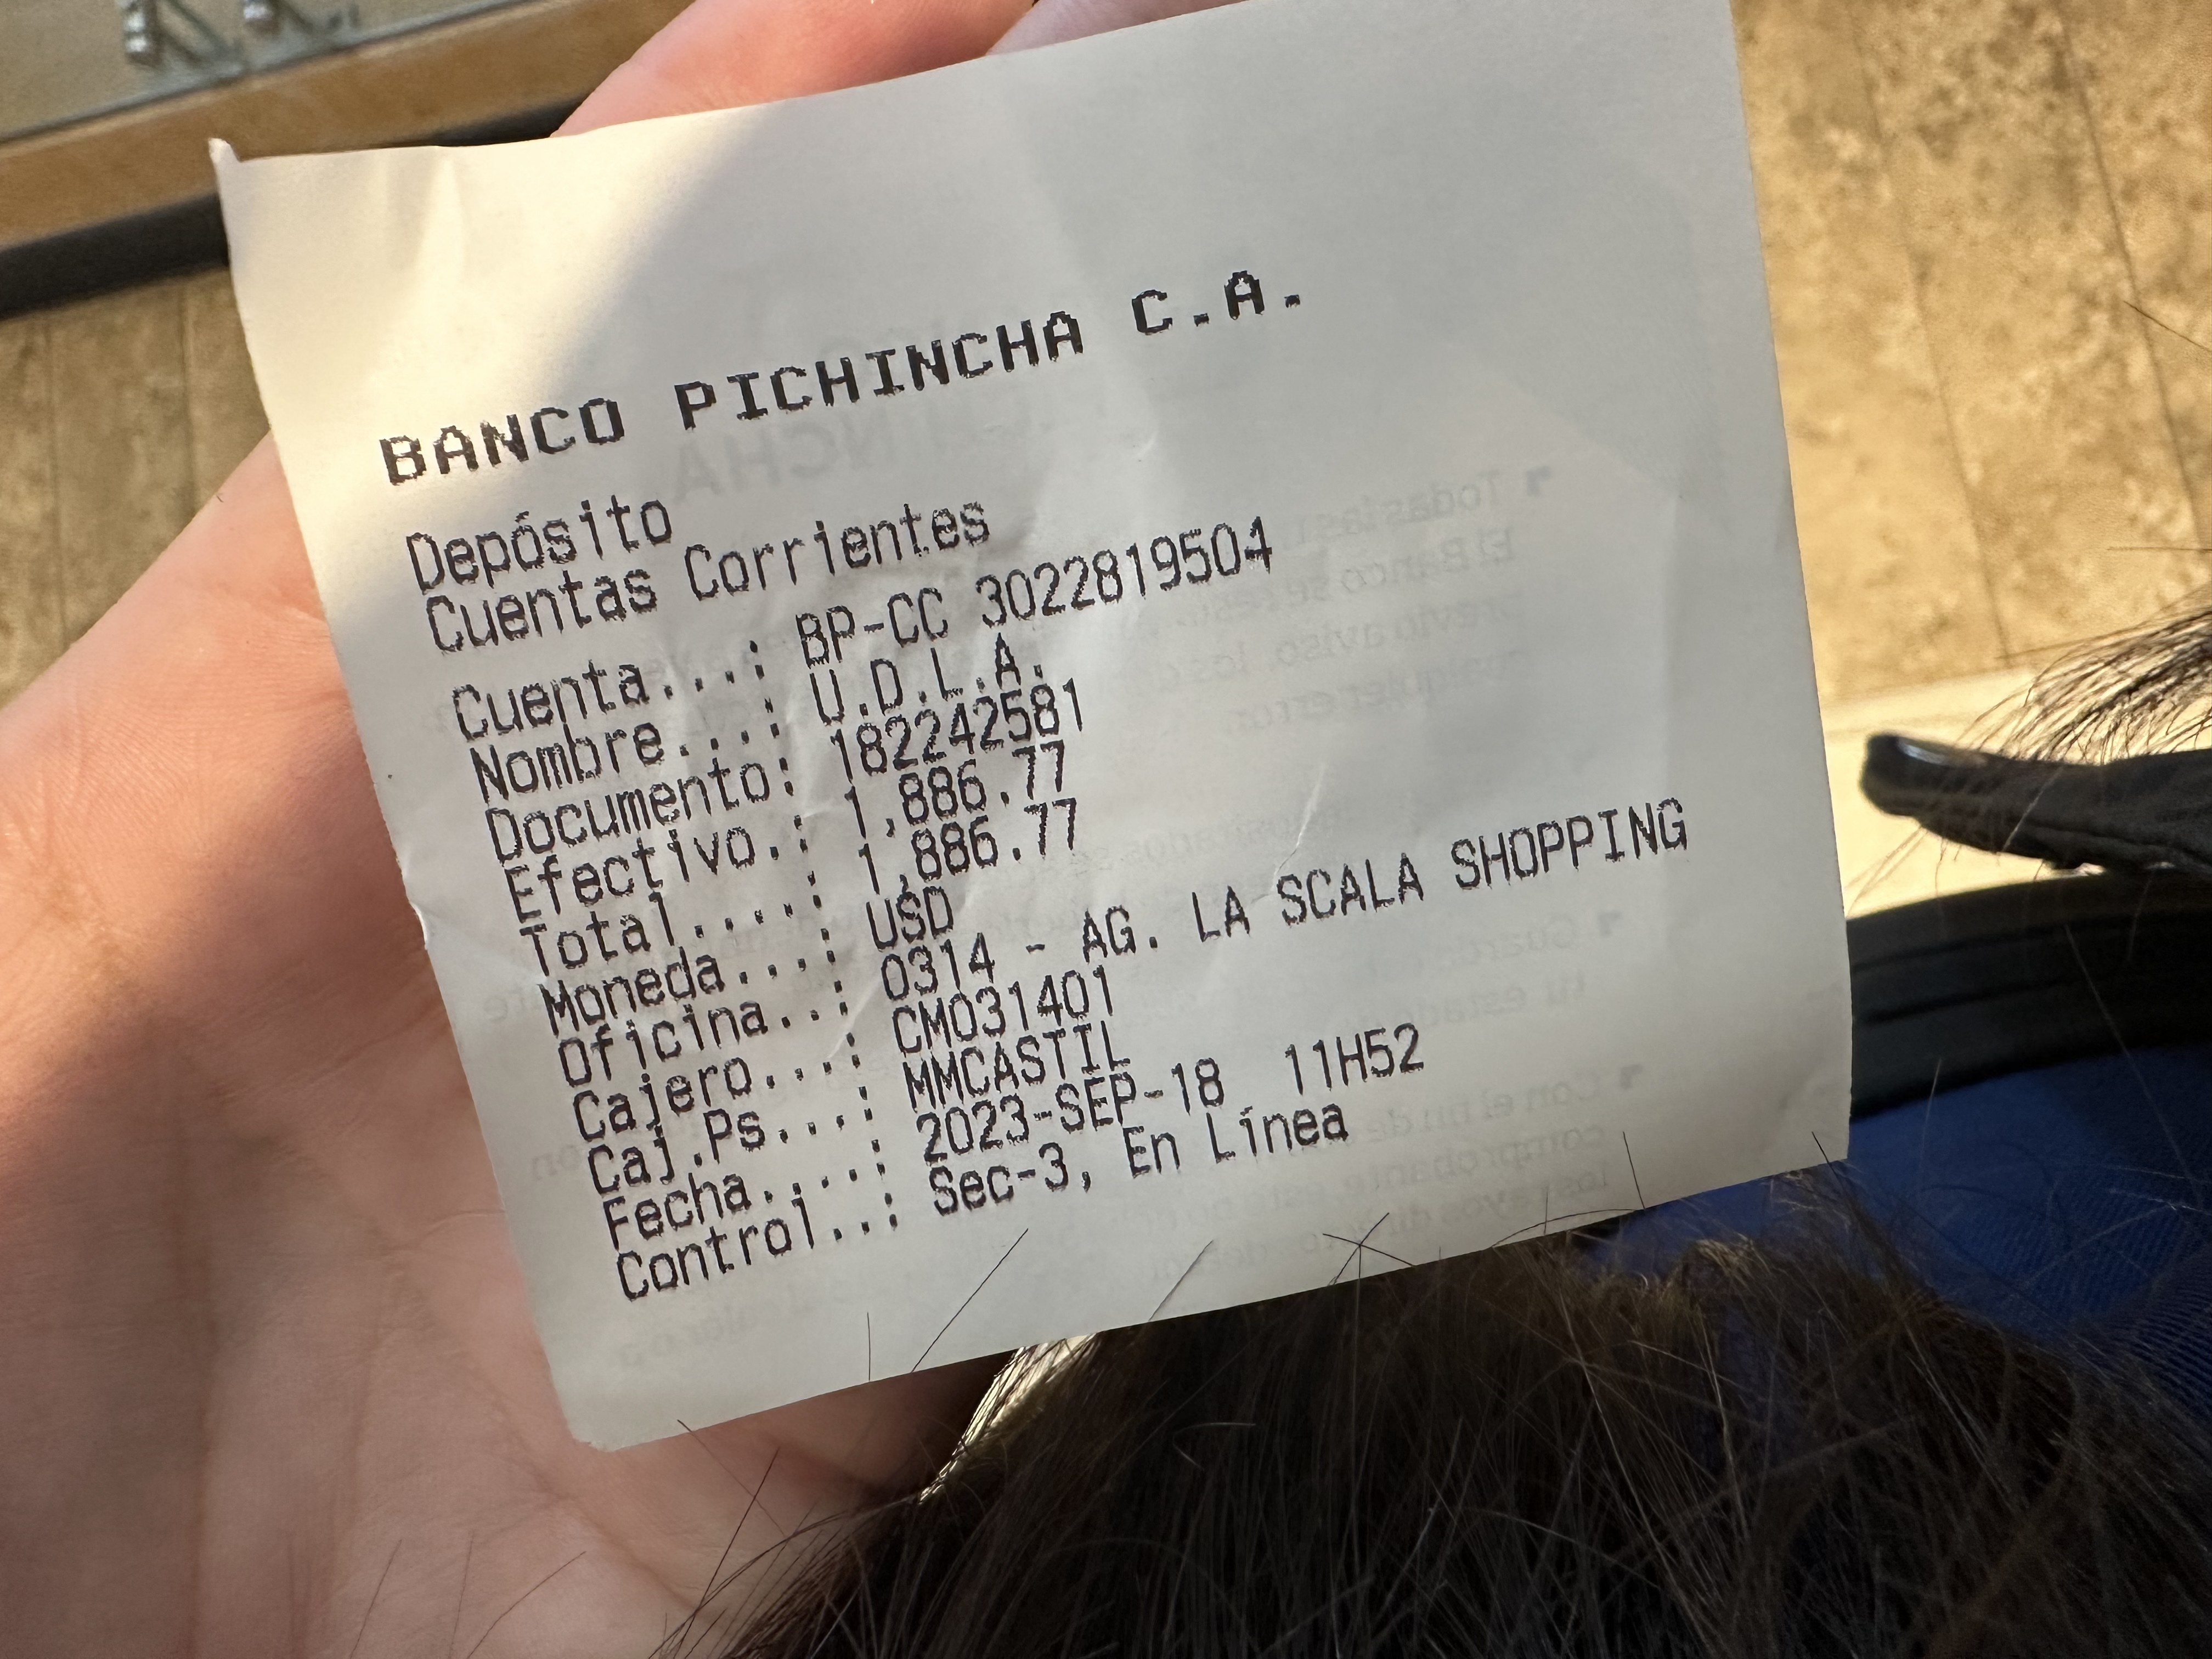 BANCO PICHINCHA C.A.
Depósito
Cuentas Corrientes
Cuenta...: BP-CC 3022819504
Nombre...: U.D.L.A.
Documento: 182242581
Efectivo.: 1,886.77
Total....: 1,886.77
Moneda...: USD
Oficina..: 0314 - AG. LA SCALA SHOPPING
Cajero...: CM031401
Caj.Ps...: MMCASTIL
Fecha....: 2023-SEP-18 11H52
Control..: Sec-3, En Línea